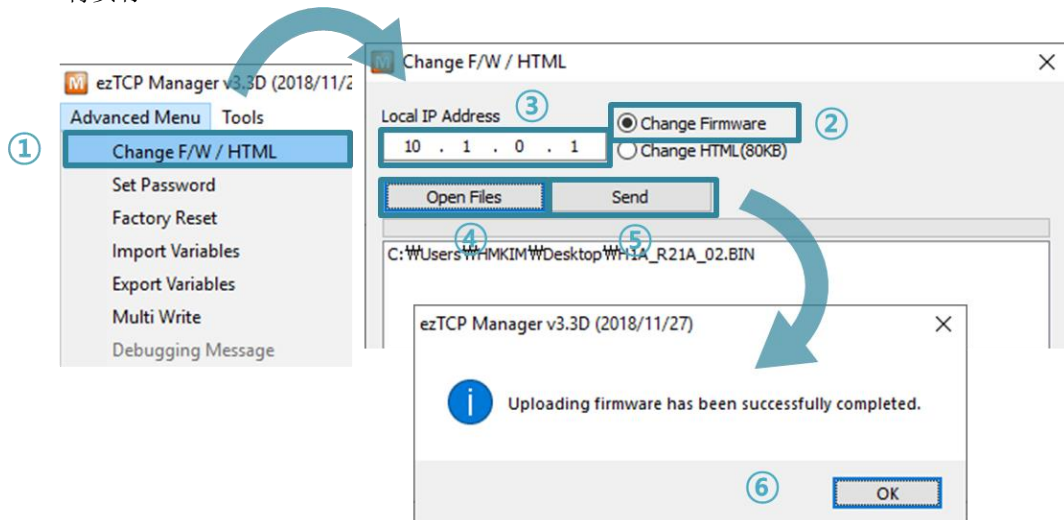 ezTCP Manager v3.3D (2018/11/2
Advanced Menu Tools
① Change F/W / HTML
Set Password
Factory Reset
Import Variables
Export Variables
Multi Write
Debugging Message
Change F/W / HTML
Local IP Address ③
10 . 1 . 0 . 1
Change Firmware ②
Change HTML(80KB)
Open Files Send
④ ⑤
C:₩Users₩HMKIM₩Desktop₩H1A_R21A_02.BIN
ezTCP Manager v3.3D (2018/11/27)
Uploading firmware has been successfully completed.
⑥ OK